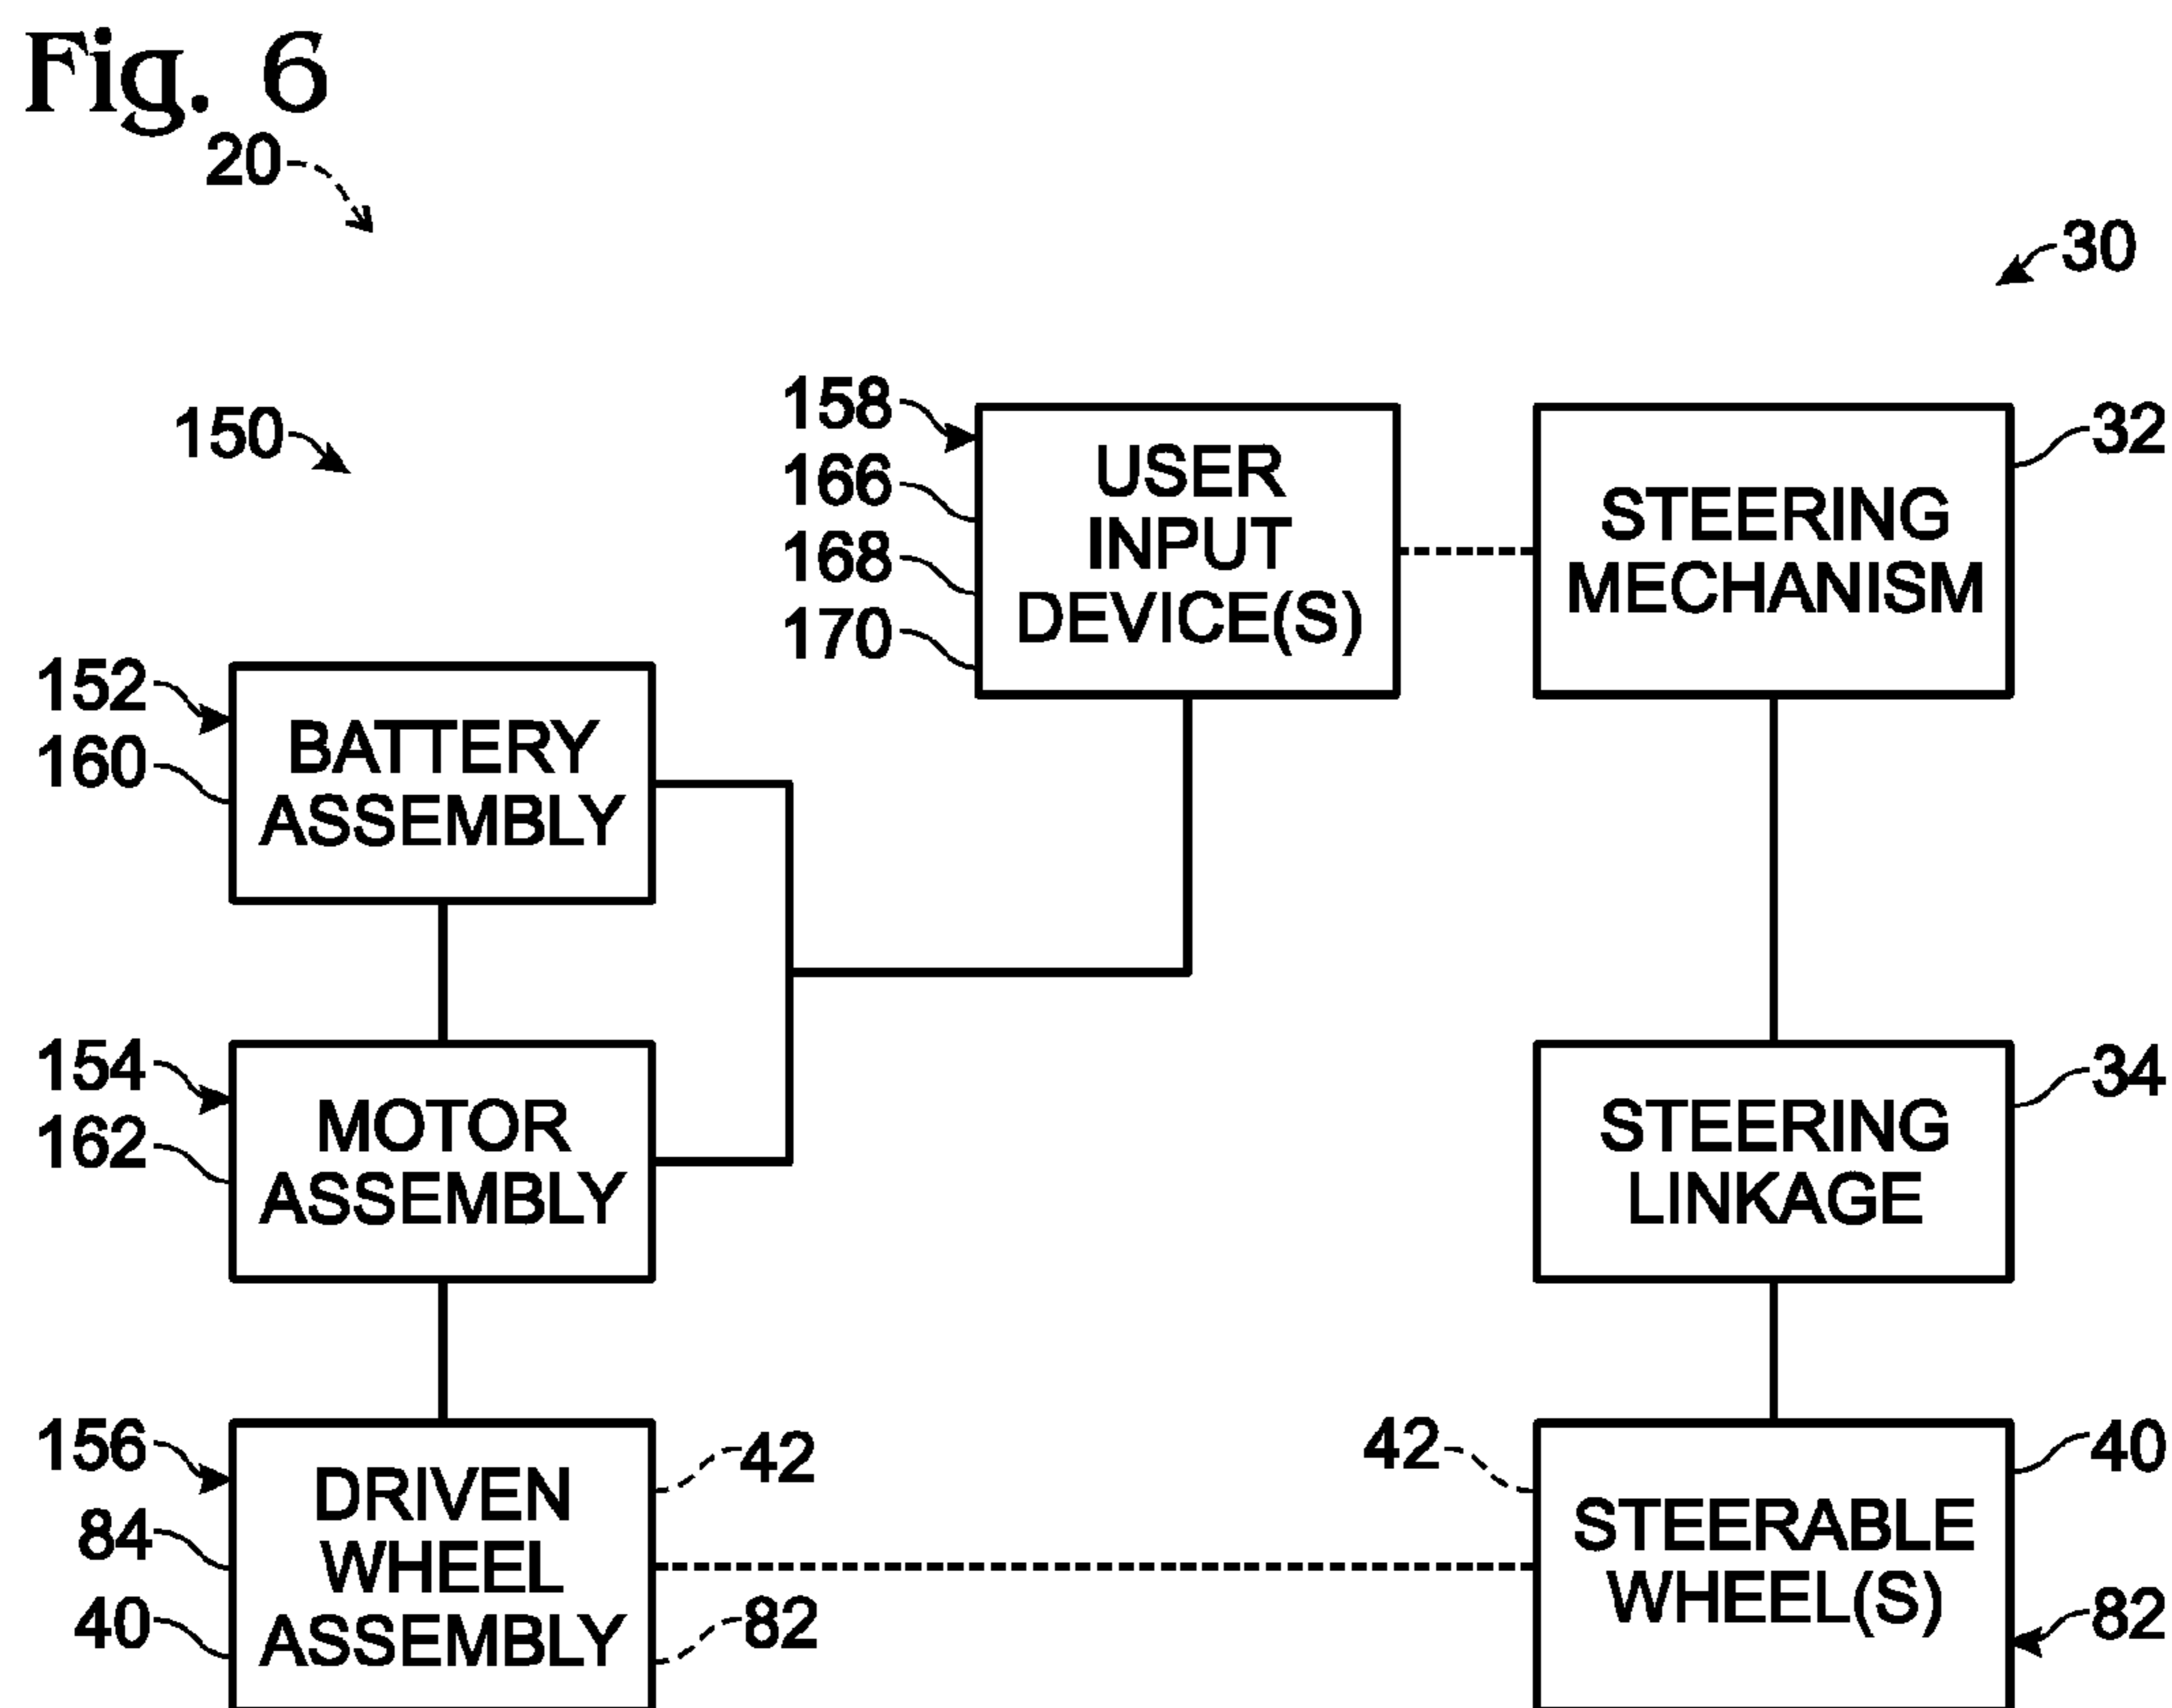 Fig. 6
20
30
150
158
166
168
170
USER
INPUT
DEVICE(S)
32
STEERING
MECHANISM
152
160
BATTERY
ASSEMBLY
154
162
MOTOR
ASSEMBLY
34
STEERING
LINKAGE
156
84
40
DRIVEN
WHEEL
ASSEMBLY
42
82
42
STEERABLE
WHEEL(S)
40
82